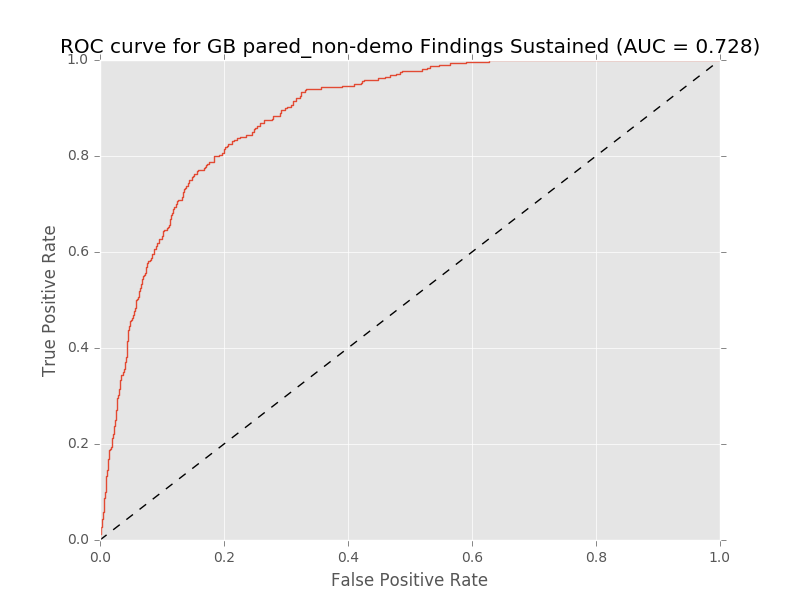 ROC curve for GB pared_non-demo Findings Sustained (AUC = 0.728)
1.0
0.8
0.6
0.4
0.2
0.0
True Positive Rate
0.0 0.2 0.4 0.6 0.8 1.0
False Positive Rate